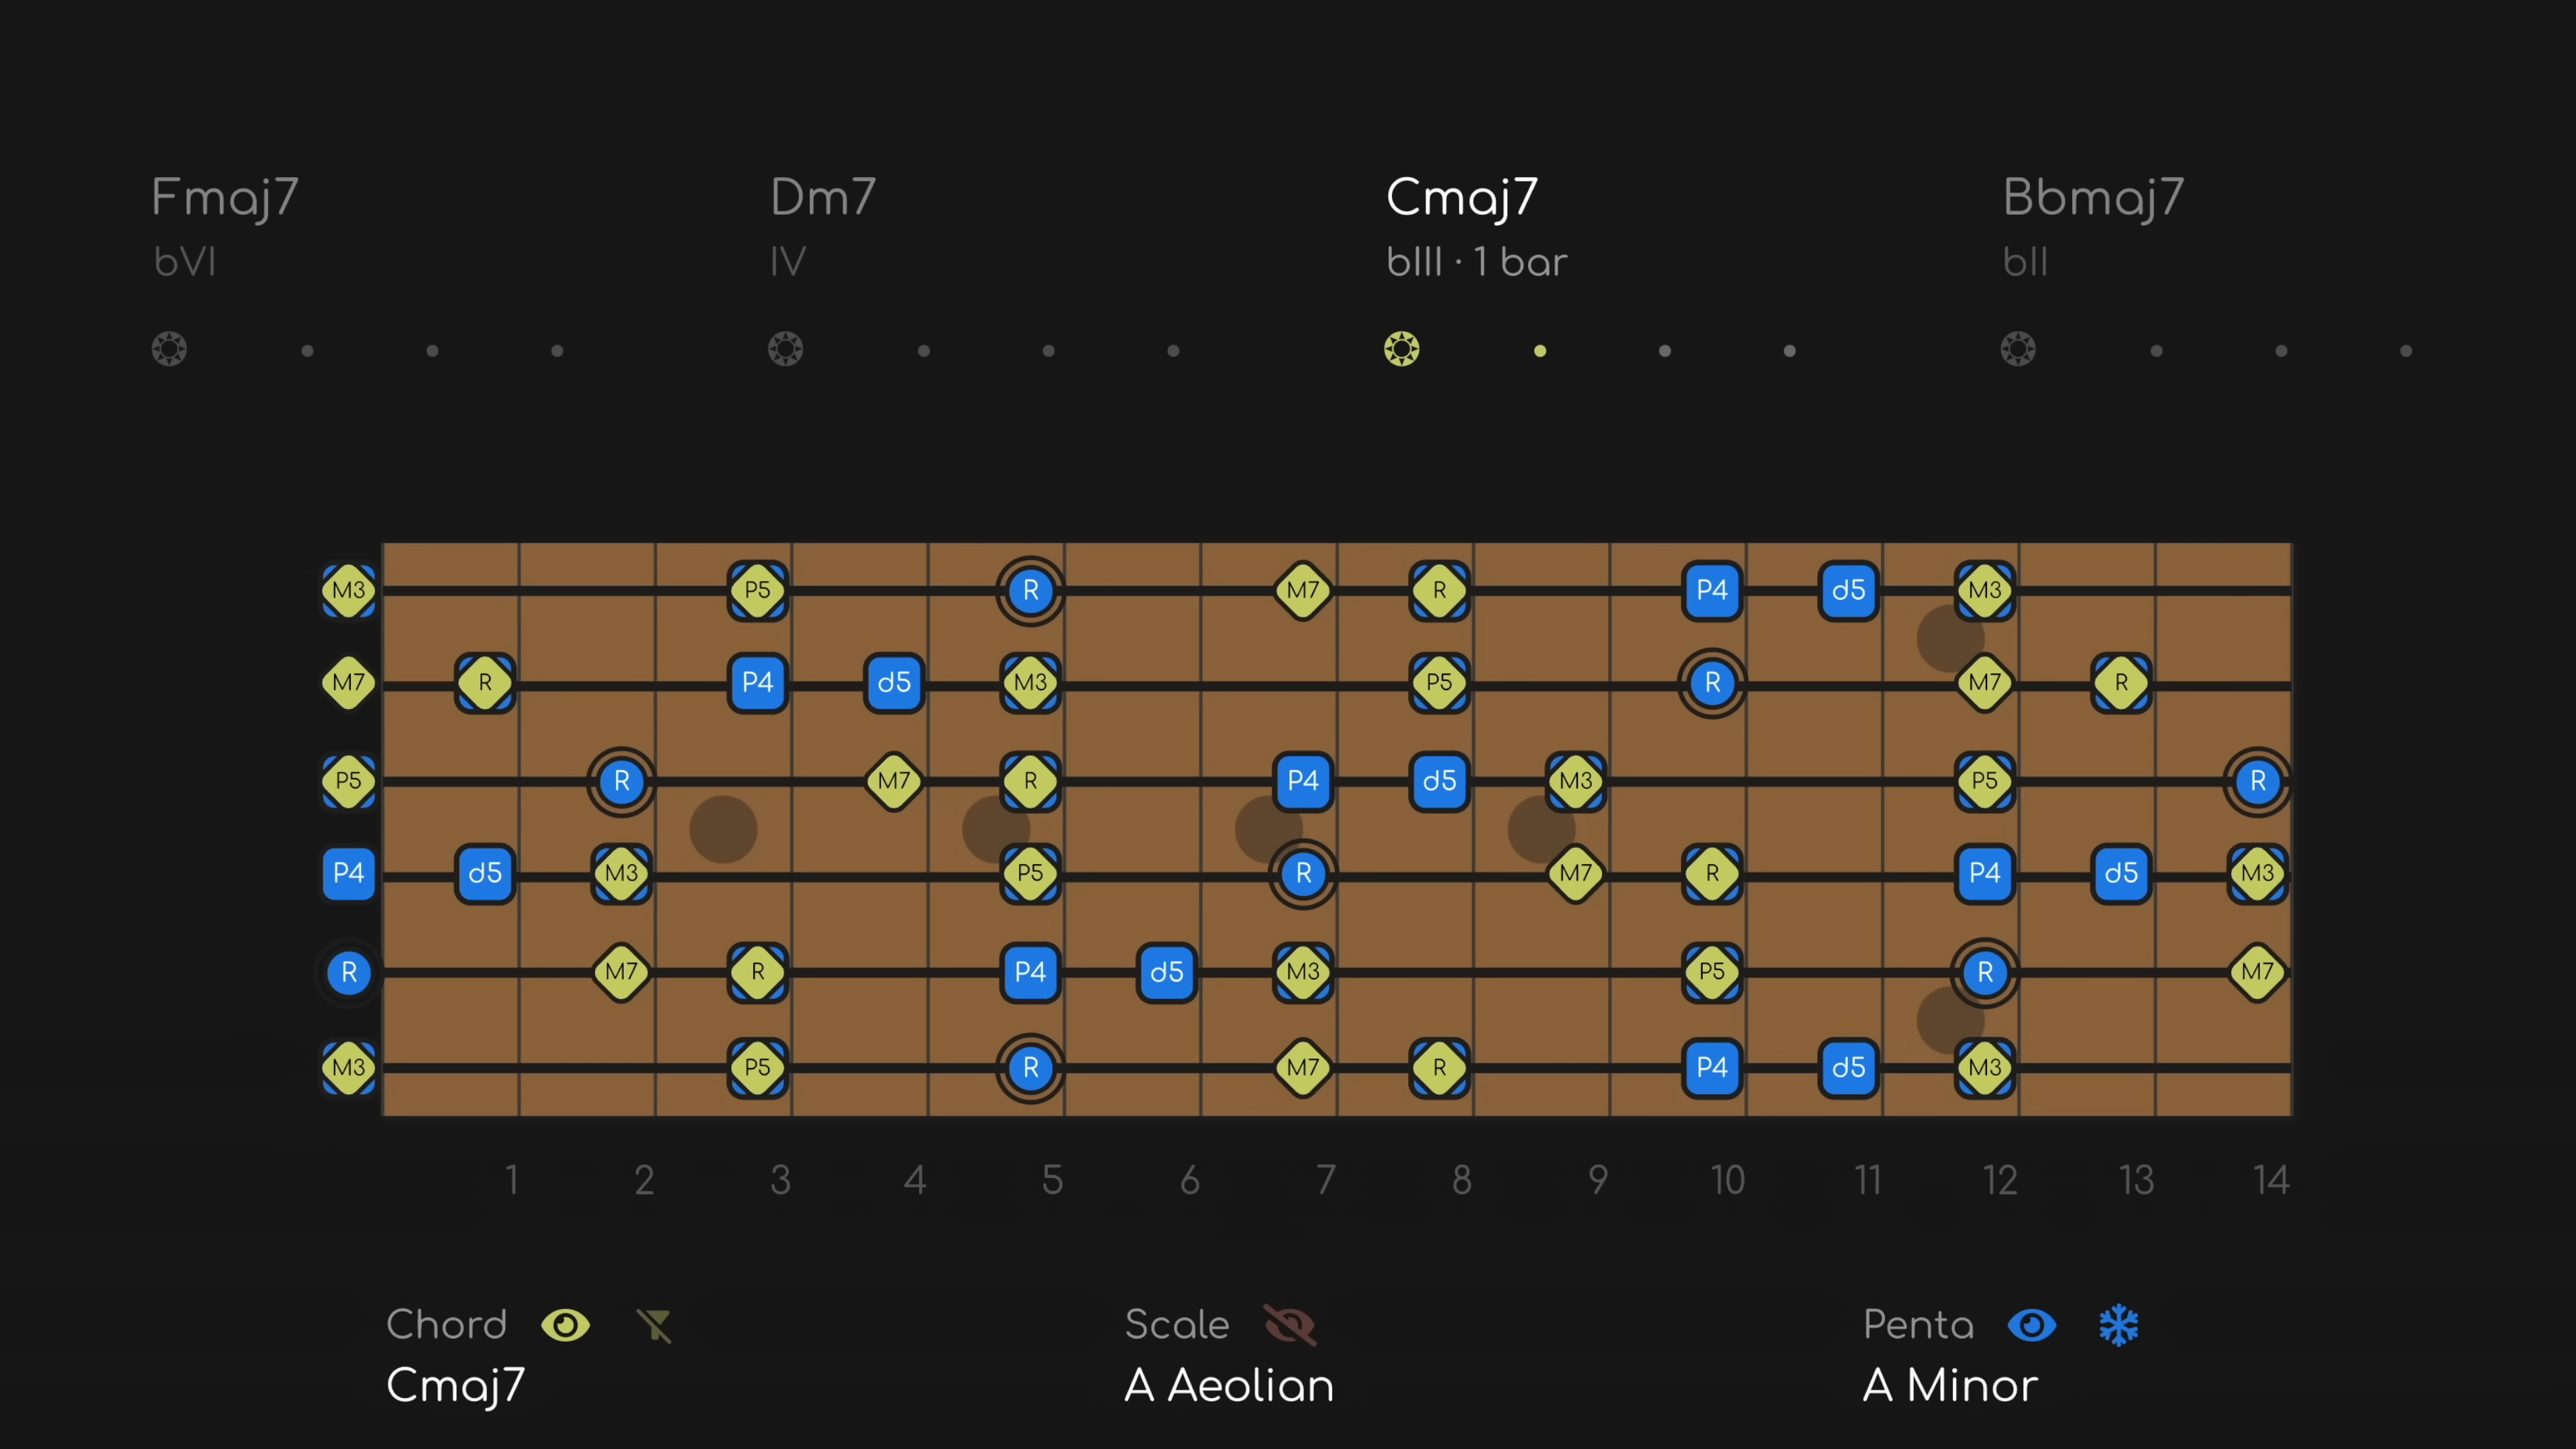 Fmaj7 Dm7 Cmaj7 Bbmaj7
bVI IV bIII · 1 bar bII
M3 P5 R M7 R P4 d5 M3
M7 R P4 d5 M3 P5 R M7 R
P5 R M7 R P4 d5 M3 P5 R
P4 d5 M3 P5 R M7 R P4 d5 M3
R M7 R P4 d5 M3 P5 R M7
M3 P5 R M7 R P4 d5 M3
1 2 3 4 5 6 7 8 9 10 11 12 13 14
Chord Scale Penta
Cmaj7 A Aeolian A Minor